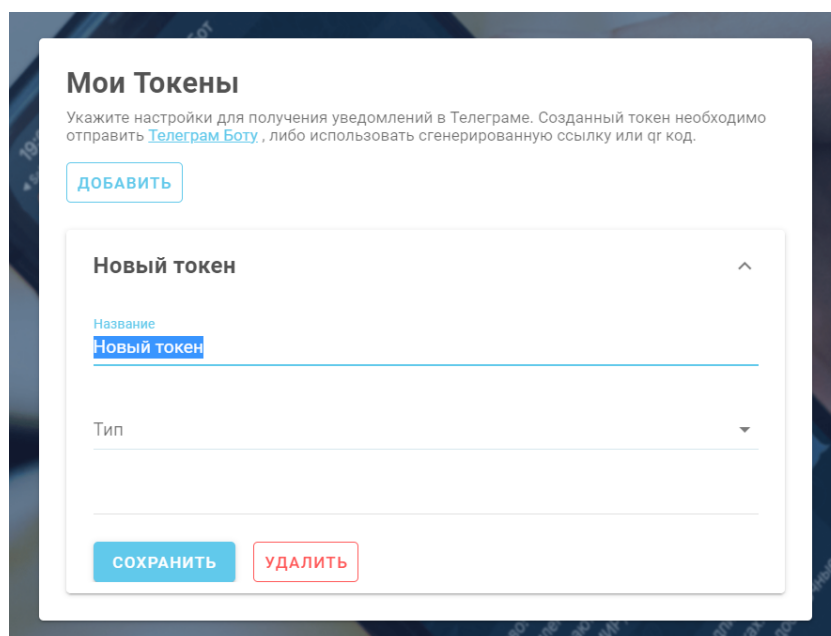 Мои Токены
Укажите настройки для получения уведомлений в Телеграме. Созданный токен необходимо
отправить Телеграм Боту , либо использовать сгенерированную ссылку или qr код.
ДОБАВИТЬ
Новый токен
Название
Новый токен
Тип
СОХРАНИТЬ
УДАЛИТЬ